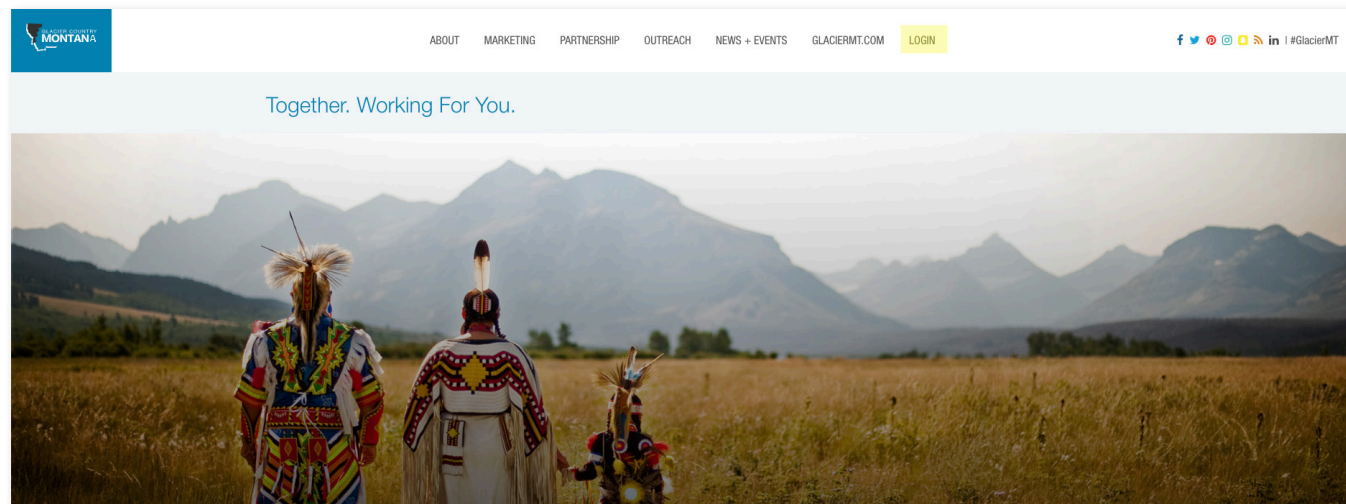 GLACIER COUNTRY
MONTANA
ABOUT MARKETING PARTNERSHIP OUTREACH NEWS + EVENTS GLACIERMT.COM LOGIN
| #GlacierMT
Together. Working For You.